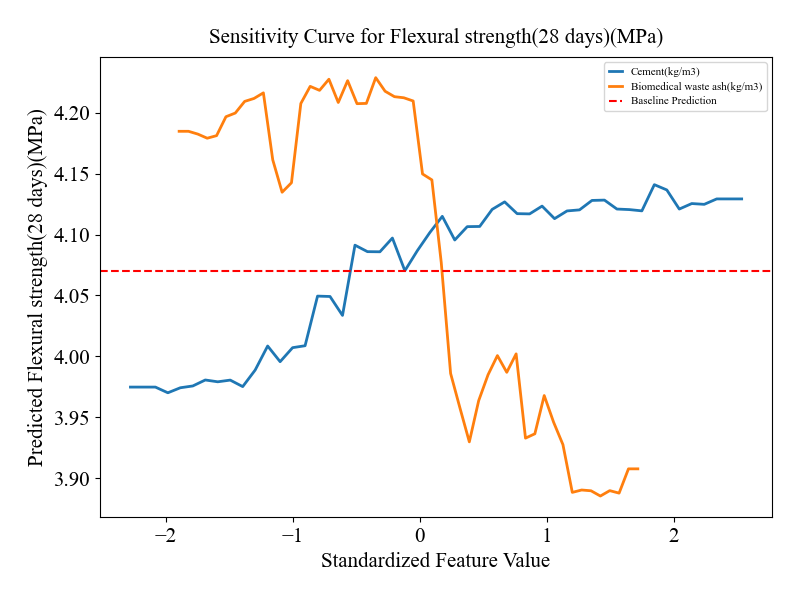 Sensitivity Curve for Flexural strength(28 days)(MPa)
Cement(kg/m3)
Biomedical waste ash(kg/m3)
Baseline Prediction
Predicted Flexural strength(28 days)(MPa)
4.20
4.15
4.10
4.05
4.00
3.95
3.90
−2
−1
0
1
2
Standardized Feature Value